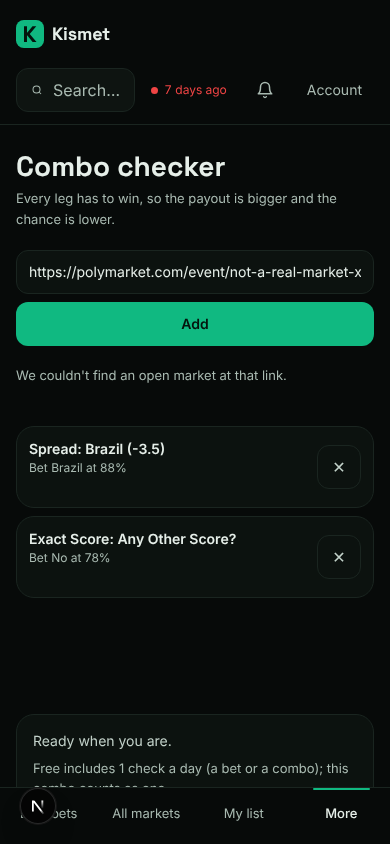 K Kismet
Search... 7 days ago Account
Combo checker
Every leg has to win, so the payout is bigger and the
chance is lower.
https://polymarket.com/event/not-a-real-market-x
Add
We couldn't find an open market at that link.
Spread: Brazil (-3.5)
Bet Brazil at 88%
Exact Score: Any Other Score?
Bet No at 78%
Ready when you are.
Free includes 1 check a day (a bet or a combo); this
N All markets My list More